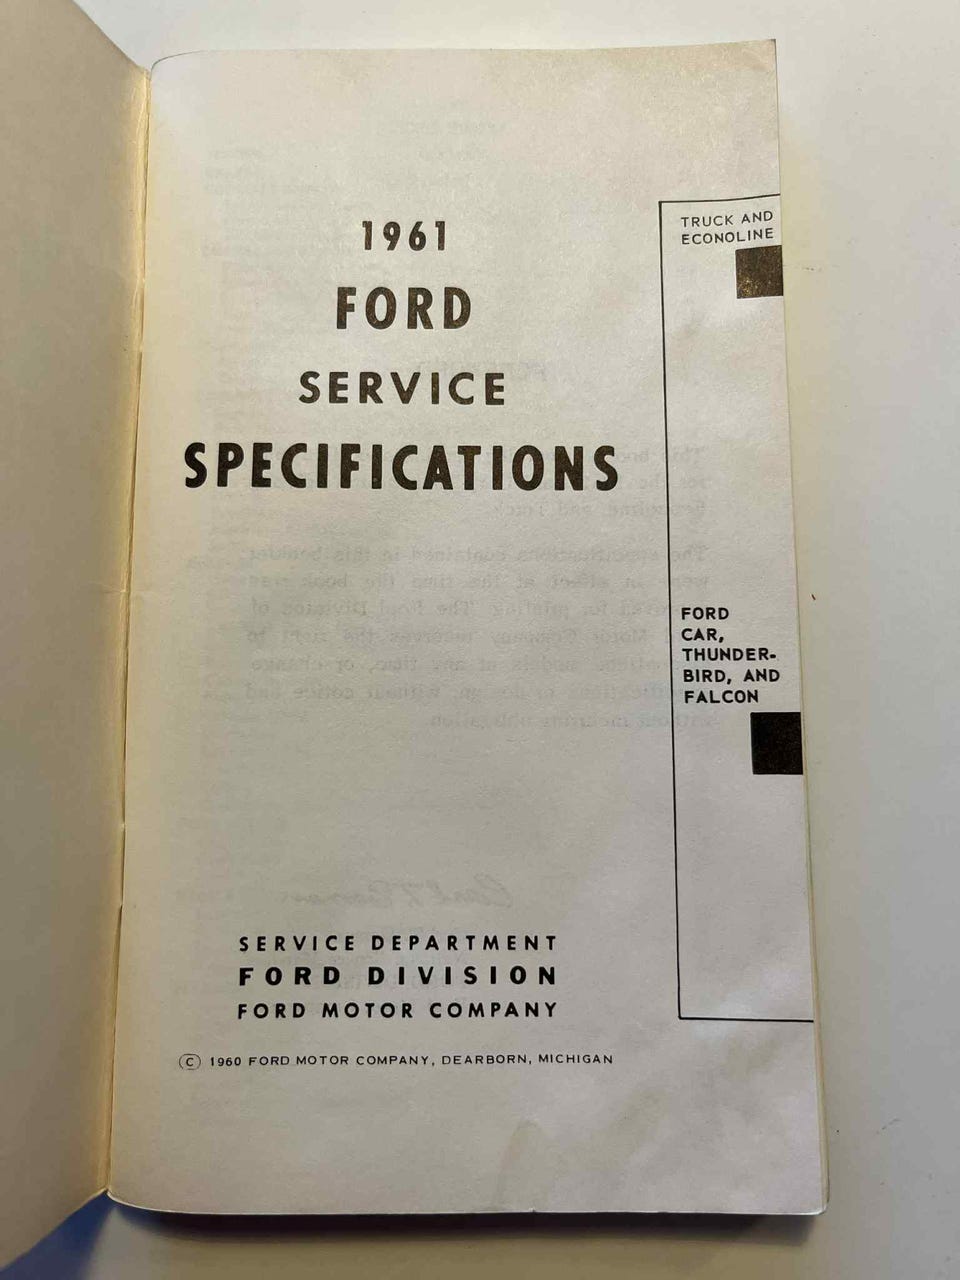 1961
FORD
SERVICE
SPECIFICATIONS
TRUCK AND
ECONOLINE
FORD
CAR,
THUNDER-
BIRD, AND
FALCON
SERVICE DEPARTMENT
FORD DIVISION
FORD MOTOR COMPANY
© 1960 FORD MOTOR COMPANY, DEARBORN, MICHIGAN